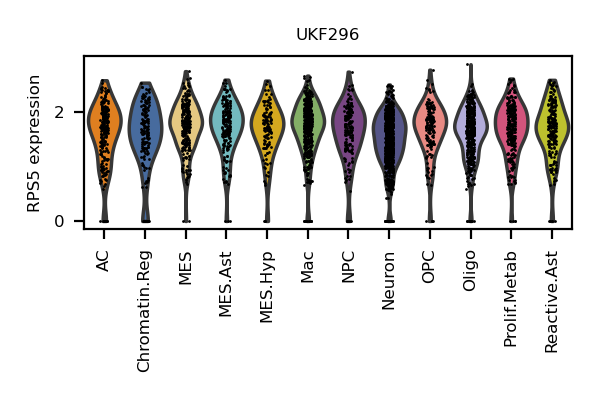 UKF296
RPS5 expression
2
0
AC
Chromatin.Reg
MES
MES.Ast
MES.Hyp
Mac
NPC
Neuron
OPC
Oligo
Prolif.Metab
Reactive.Ast